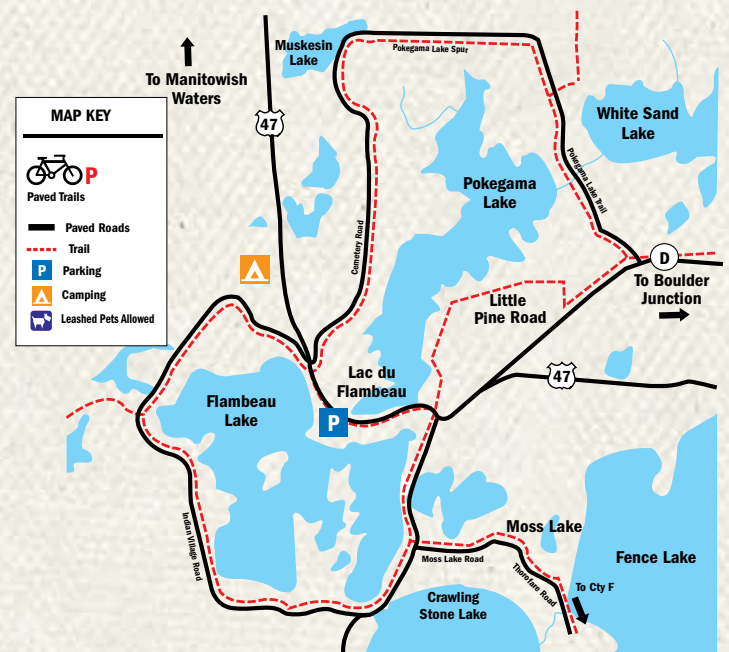 Muskesin
Lake
Pokegama Lake Spur
To Manitowish
Waters
47
MAP KEY
P
Paved Trails
Paved Roads
Trail
P
Parking
Camping
Leashed Pets Allowed
White Sand
Lake
Pokegama
Lake
Pokegama Lake Trail
Cemetery Road
D
To Boulder
Junction
Little
Pine Road
47
Lac du
Flambeau
Flambeau
Lake
P
Indian Village Road
Moss Lake
Moss Lake Road
Thorofare Road
Fence Lake
To Cty F
Crawling
Stone Lake